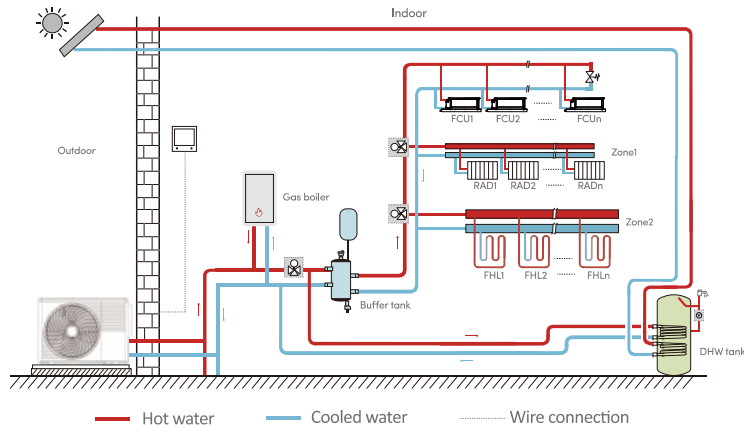 Indoor
Outdoor
FCU1 FCU2 FCUn
Zone1
RAD1 RAD2 RADn
Gas boiler
Zone2
FHL1 FHL2 FHLn
Buffer tank
DHW tank
Hot water Cooled water Wire connection